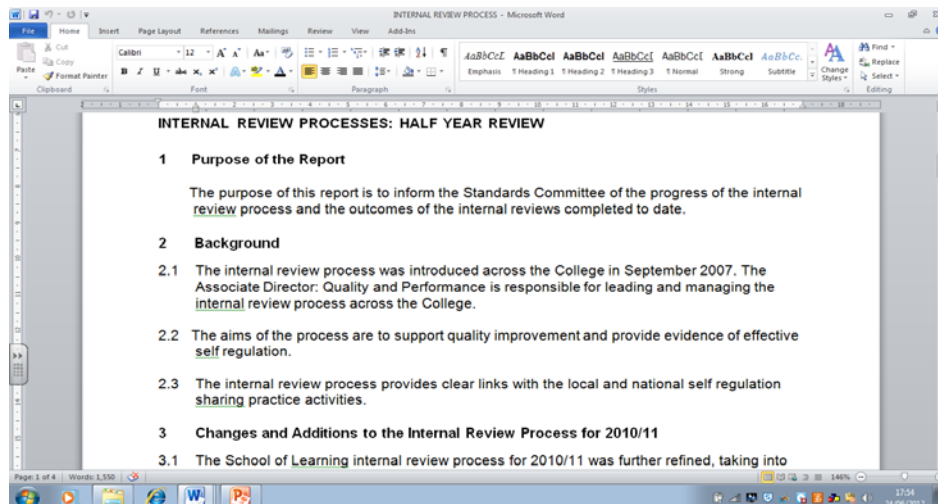 INTERNAL REVIEW PROCESS - Microsoft Word
File Home Insert Page Layout References Mailings Review View Add-Ins
Cut
Copy
Format Painter
Paste
Calibri 12
AaBbCcL AaBbCcI AaBbCcI AaBbCcI AaBbCcI AaBbCcI AaBbCc.
Emphasis ¶ Heading 1 ¶ Heading 2 ¶ Heading 3 ¶ Normal Strong Subtitle
Change Styles
Find
Replace
Select
Clipboard Font Paragraph Styles Editing
INTERNAL REVIEW PROCESSES: HALF YEAR REVIEW
1 Purpose of the Report
The purpose of this report is to inform the Standards Committee of the progress of the internal
review process and the outcomes of the internal reviews completed to date.
2 Background
2.1 The internal review process was introduced across the College in September 2007. The
Associate Director: Quality and Performance is responsible for leading and managing the
internal review process across the College.
2.2 The aims of the process are to support quality improvement and provide evidence of effective
self regulation.
2.3 The internal review process provides clear links with the local and national self regulation
sharing practice activities.
3 Changes and Additions to the Internal Review Process for 2010/11
3.1 The School of Learning internal review process for 2010/11 was further refined, taking into
Page: 1 of 4 Words: 1,550 146%
17:54